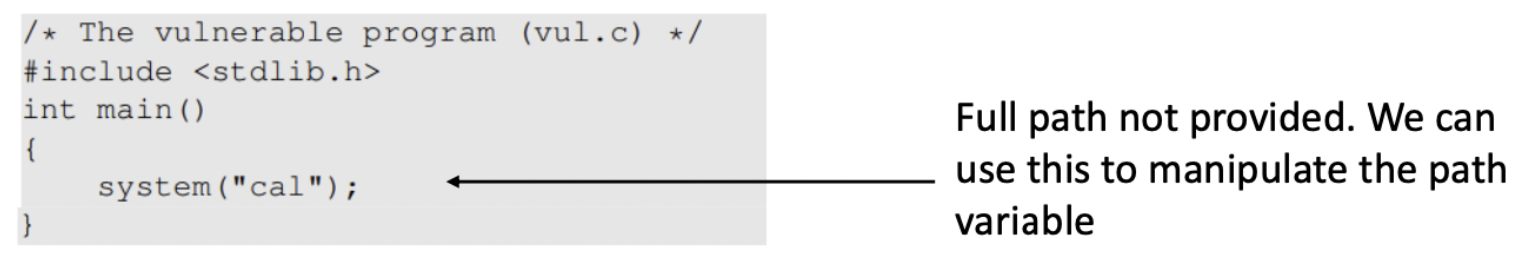 /* The vulnerable program (vul.c) */
#include <stdlib.h>
int main()
{
    system("cal");
}
Full path not provided. We can
use this to manipulate the path
variable